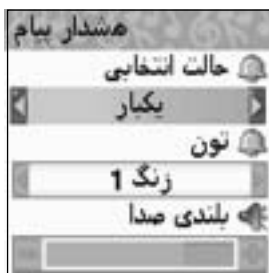 هشدار پیام
حالت انتخابی
یکبار
تون
زنگ 1
بلندی صدا